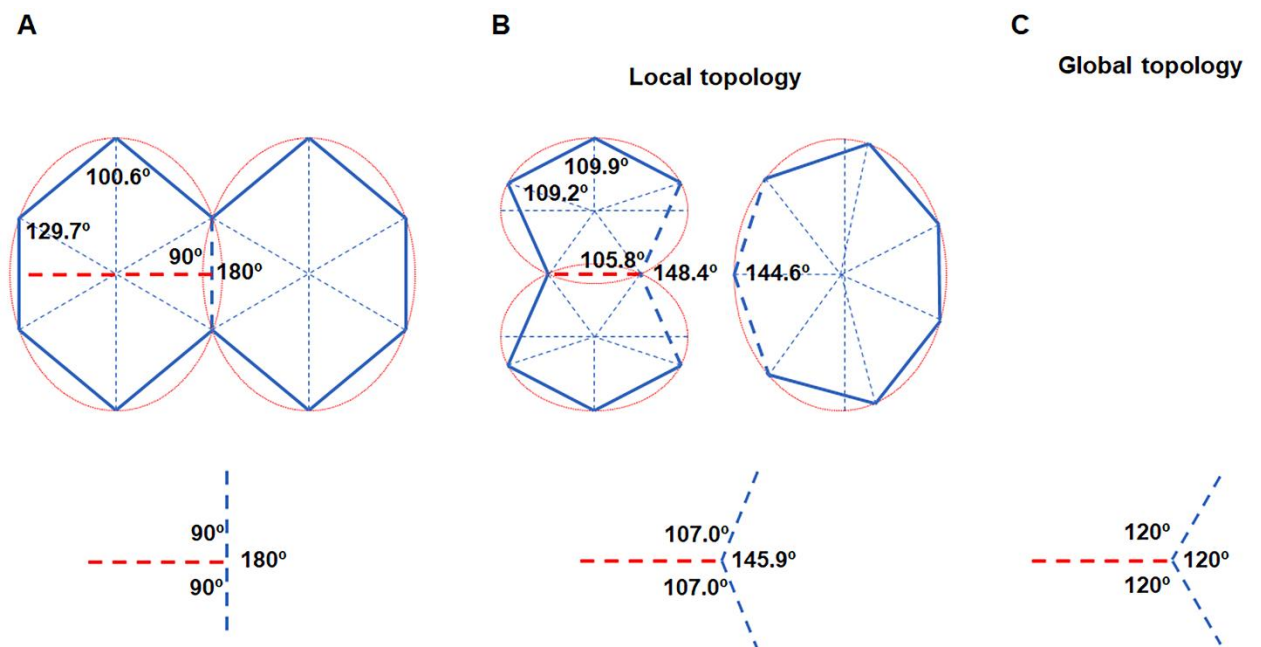 A
B
C
Local topology
Global topology
100.6º
129.7º
90º
180º
109.9º
109.2º
105.8º
148.4º
144.6º
90º
180º
90º
107.0º
145.9º
107.0º
120º
120º
120º